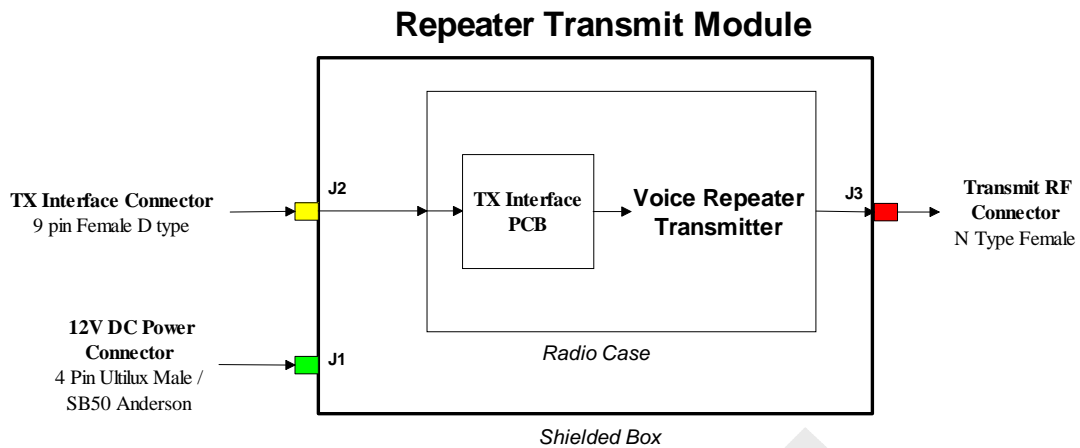 Repeater Transmit Module
J2
TX Interface Connector
9 pin Female D type
TX Interface
PCB
Voice Repeater
Transmitter
J3
Transmit RF
Connector
N Type Female
12V DC Power
Connector
4 Pin Ultilux Male /
SB50 Anderson
J1
Radio Case
Shielded Box